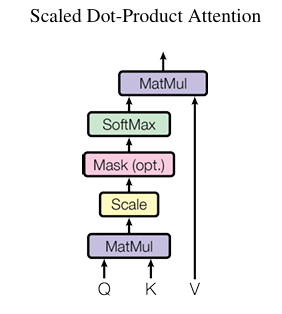 Scaled Dot-Product Attention
MatMul
SoftMax
Mask (opt.)
Scale
MatMul
Q K V